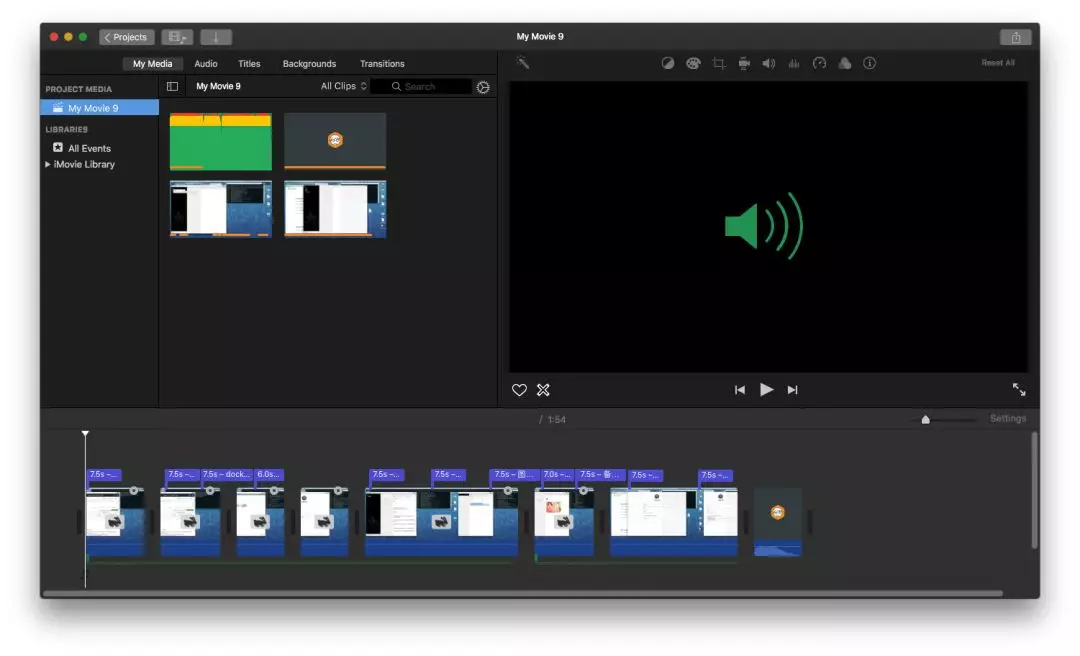 Projects
My Movie 9
My Media Audio Titles Backgrounds Transitions
Reset All
PROJECT MEDIA
My Movie 9
LIBRARIES
All Events
iMovie Library
My Movie 9 All Clips Search
/ 1:54
Settings
7.5s –... 7.5s –... 7.5s – dock... 6.0s... 7.5s –... 7.5s –... 7.5s – 图... 7.0s –... 7.5s – 备... 7.5s –... 7.5s –...